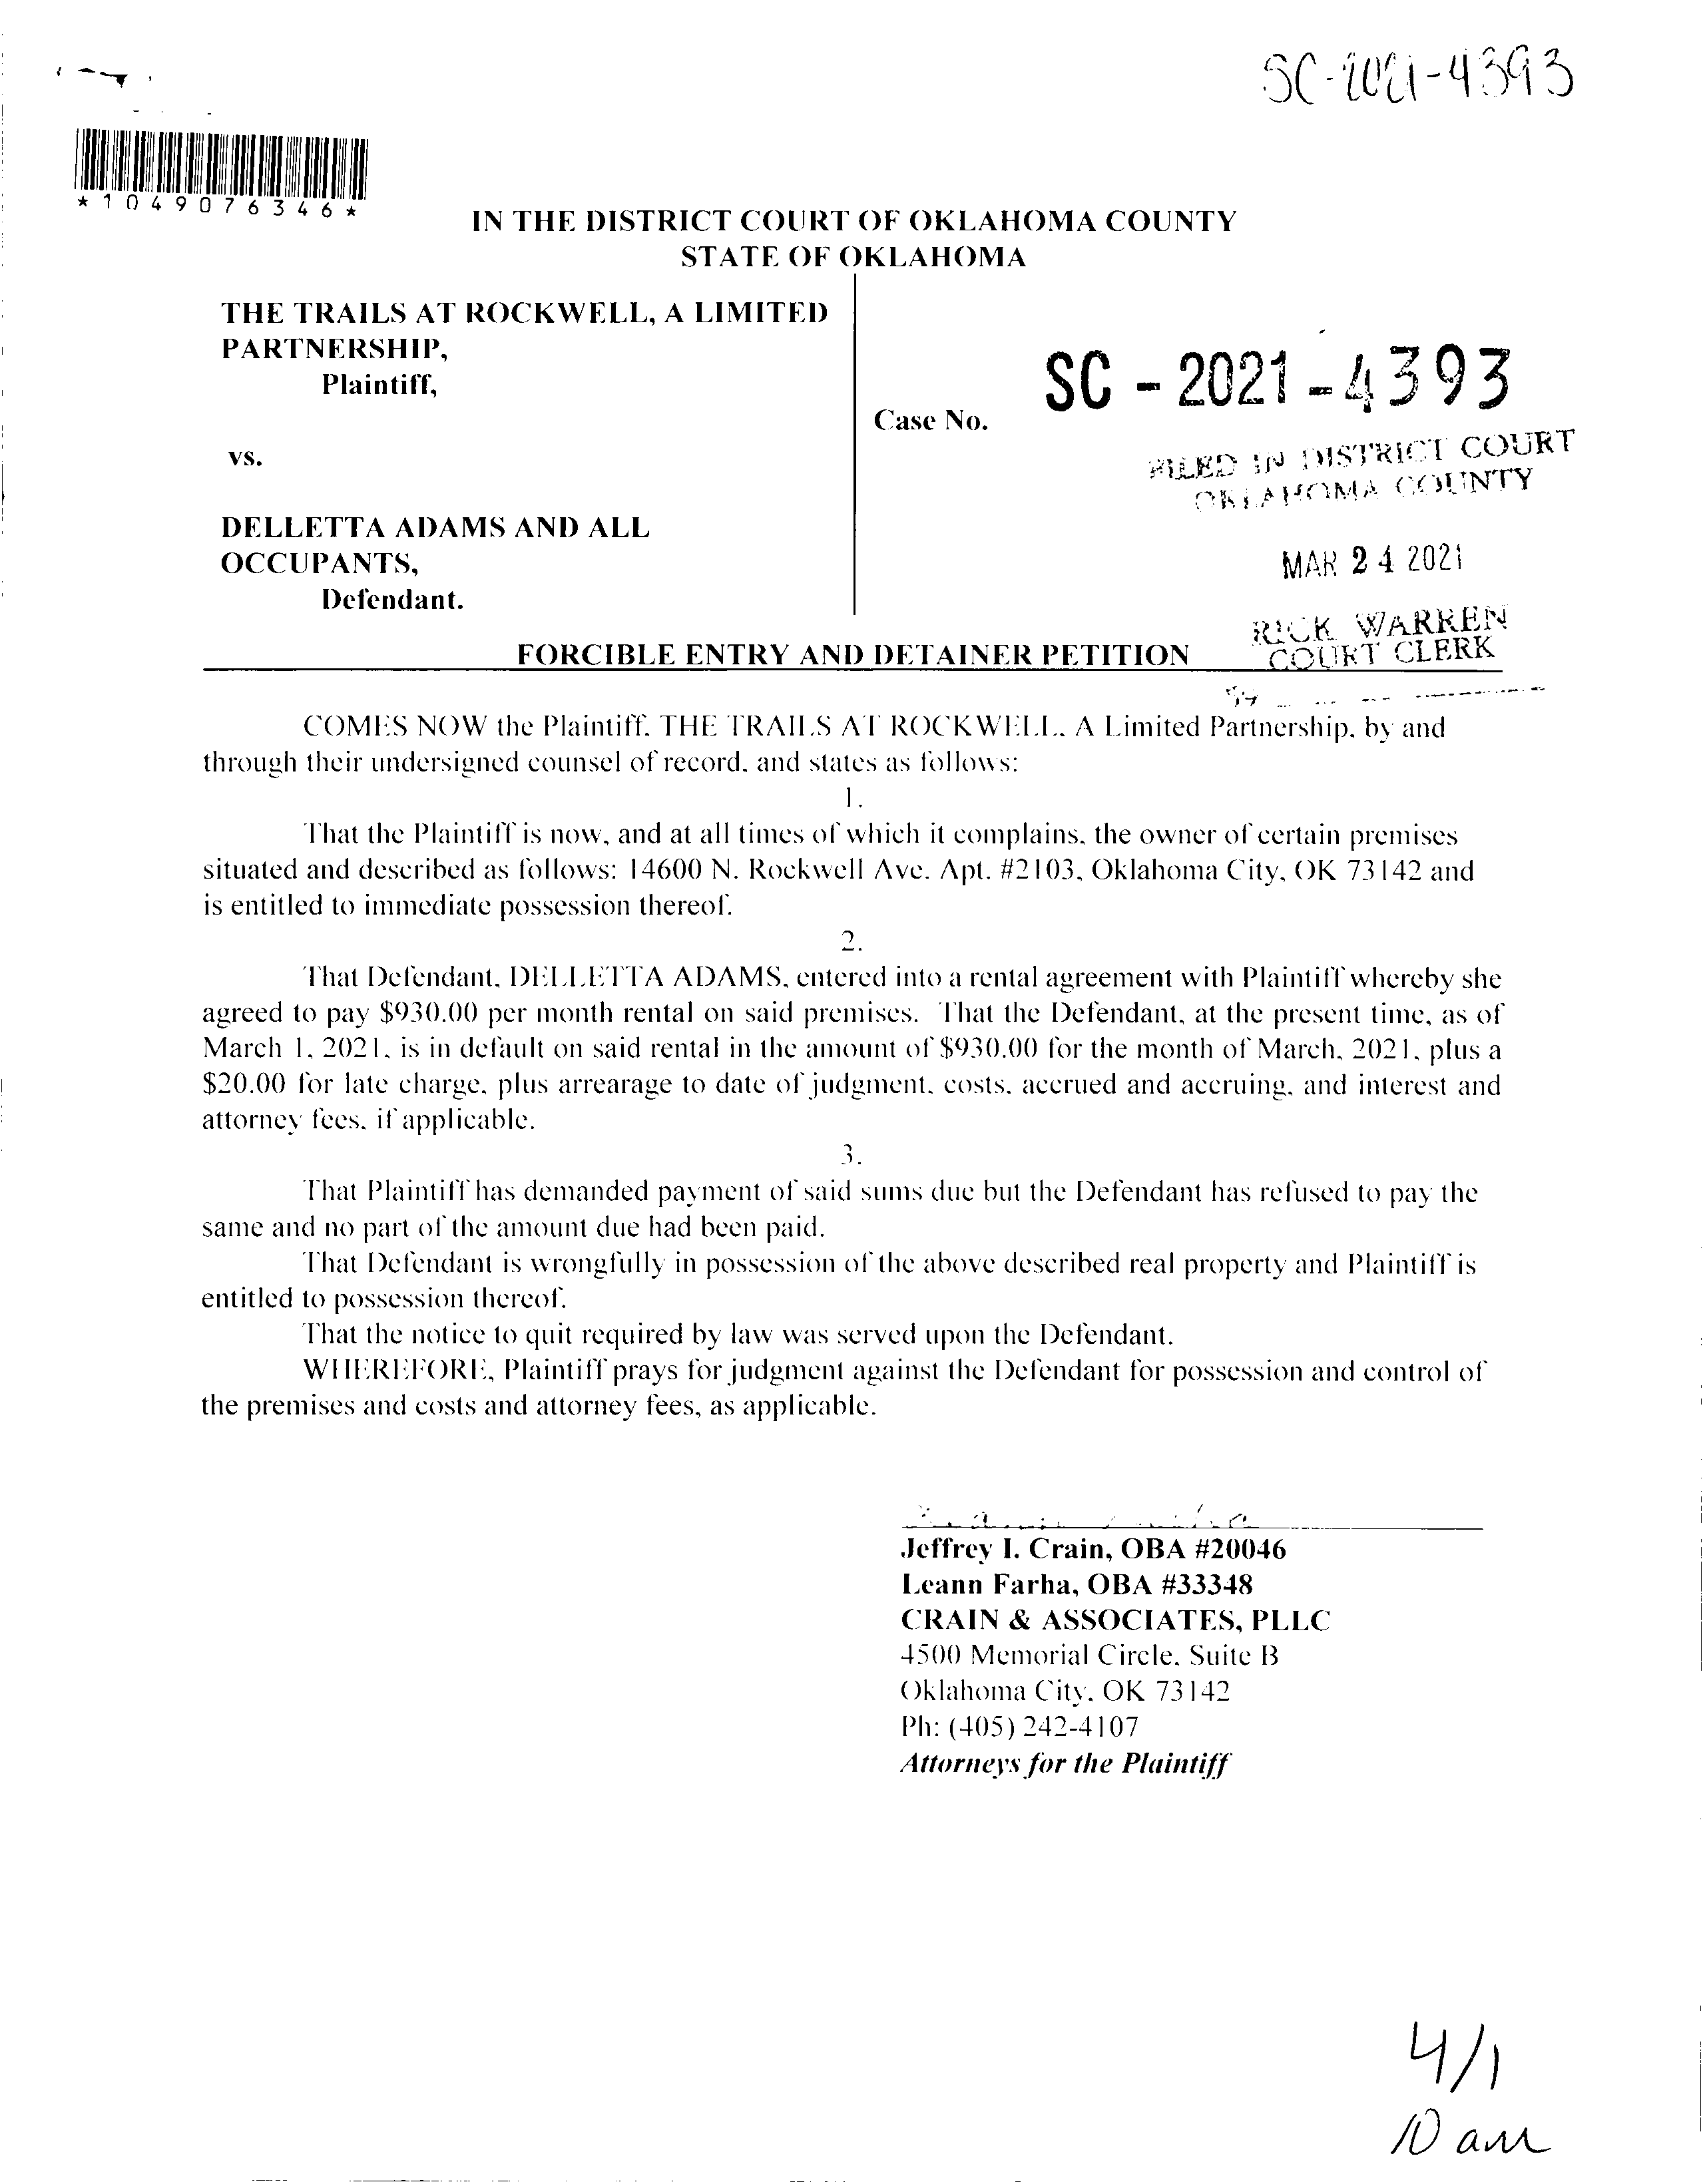 SC-2021-4393
*1049076346*
IN THE DISTRICT COURT OF OKLAHOMA COUNTY
STATE OF OKLAHOMA
THE TRAILS AT ROCKWELL, A LIMITED
PARTNERSHIP,
Plaintiff,
SC - 2021 - 4393
Case No.
vs.
FILED IN DISTRICT COURT
OKLAHOMA COUNTY
DELLETTA ADAMS AND ALL
OCCUPANTS,
MAR 24 2021
Defendant.
RICK WARREN
COURT CLERK
FORCIBLE ENTRY AND DETAINER PETITION
COMES NOW the Plaintiff, THE TRAILS AT ROCKWELL, A Limited Partnership, by and
through their undersigned counsel of record, and states as follows:
1.
That the Plaintiff is now, and at all times of which it complains, the owner of certain premises
situated and described as follows: 14600 N. Rockwell Ave. Apt. #2103, Oklahoma City, OK 73142 and
is entitled to immediate possession thereof.
2.
That Defendant, DELLETTA ADAMS, entered into a rental agreement with Plaintiff whereby she
agreed to pay $930.00 per month rental on said premises. That the Defendant, at the present time, as of
March 1, 2021, is in default on said rental in the amount of $930.00 for the month of March, 2021, plus a
$20.00 for late charge, plus arrearage to date of judgment, costs, accrued and accruing, and interest and
attorney fees, if applicable.
3.
That Plaintiff has demanded payment of said sums due but the Defendant has refused to pay the
same and no part of the amount due had been paid.
That Defendant is wrongfully in possession of the above described real property and Plaintiff is
entitled to possession thereof.
That the notice to quit required by law was served upon the Defendant.
WHEREFORE, Plaintiff prays for judgment against the Defendant for possession and control of
the premises and costs and attorney fees, as applicable.
Jeffrey I. Crain, OBA #20046
Leann Farha, OBA #33348
CRAIN & ASSOCIATES, PLLC
4500 Memorial Circle, Suite B
Oklahoma City, OK 73142
Ph: (405) 242-4107
Attorneys for the Plaintiff
4/1
10 am